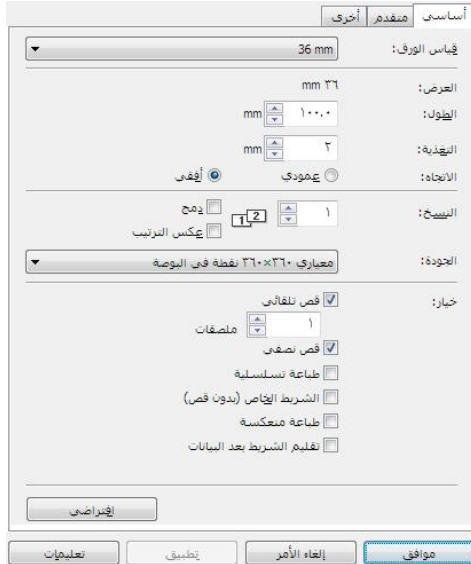 أساسي متقدم أخرى
قياس الورق: 36 mm
العرض: ٣٦ mm
الطول: ١٠٠.٠ mm
التغذية: ٢ mm
الاتجاه: عمودي أفقي
النسخ: ١ 1 2 دمج
عكس الترتيب
الجودة: معياري ٣٦٠×٣٦٠ نقطة في البوصة
خيار: قص تلقائي
١ ملصقات
قص نصفي
طباعة تسلسلية
الشريط الخاص (بدون قص)
طباعة منعكسة
تقليم الشريط بعد البيانات
افتراضي
موافق إلغاء الأمر تطبيق تعليمات